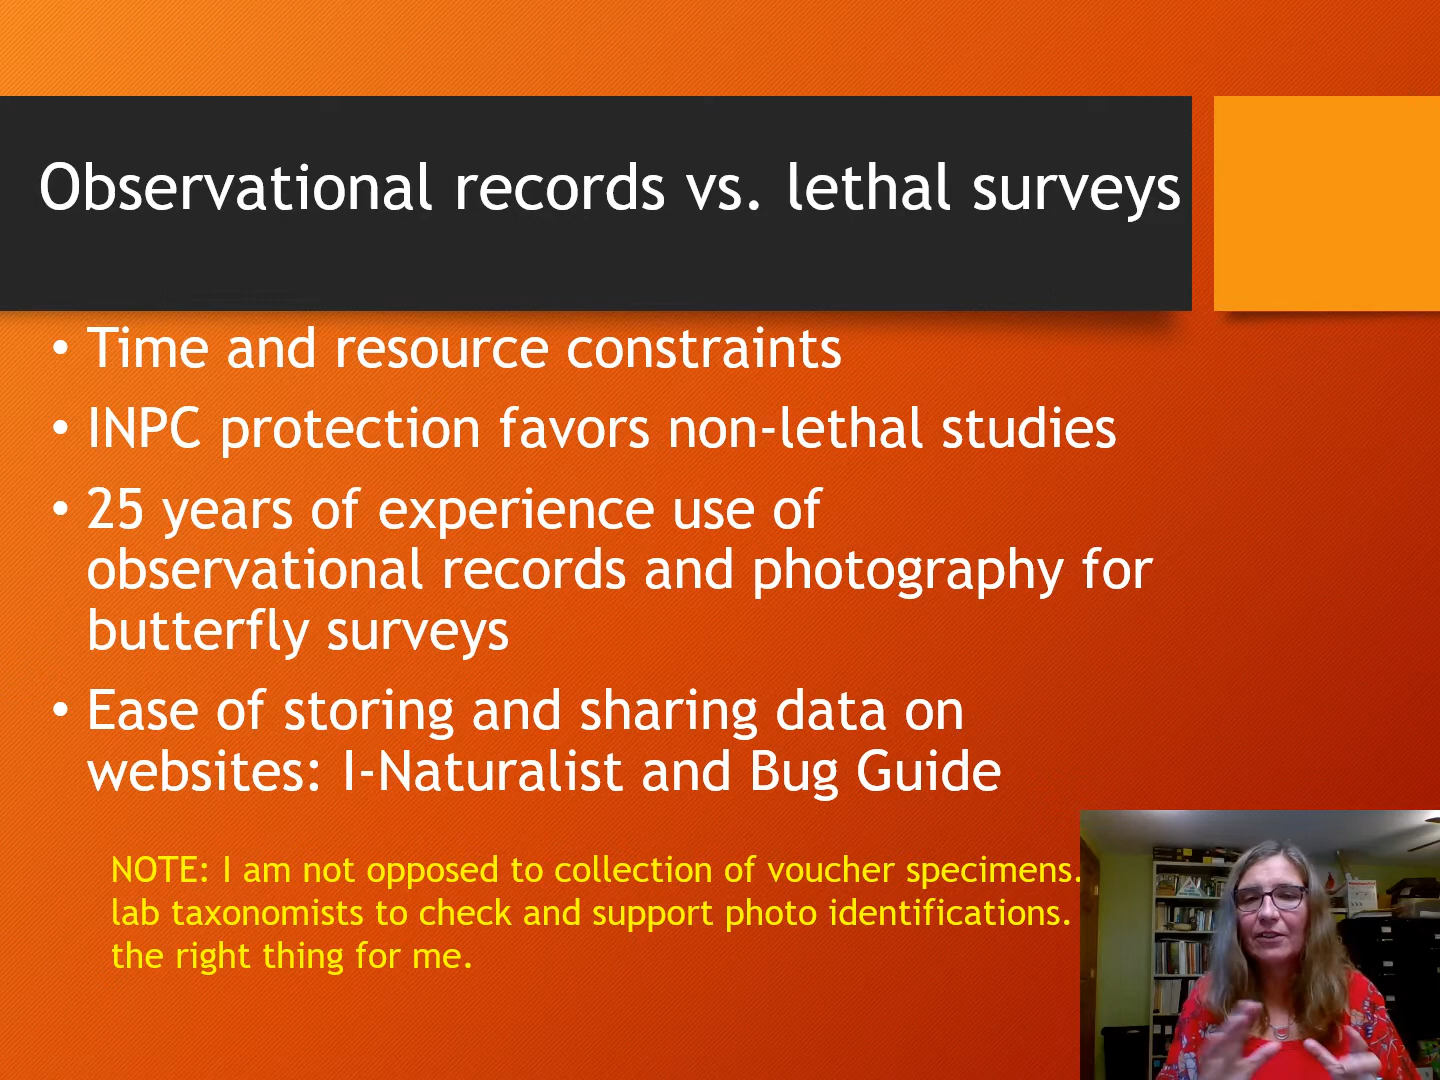 Observational records vs. lethal surveys
• Time and resource constraints
• INPC protection favors non-lethal studies
• 25 years of experience use of
observational records and photography for
butterfly surveys
• Ease of storing and sharing data on
websites: I-Naturalist and Bug Guide
NOTE: I am not opposed to collection of voucher specimens.
lab taxonomists to check and support photo identifications.
the right thing for me.